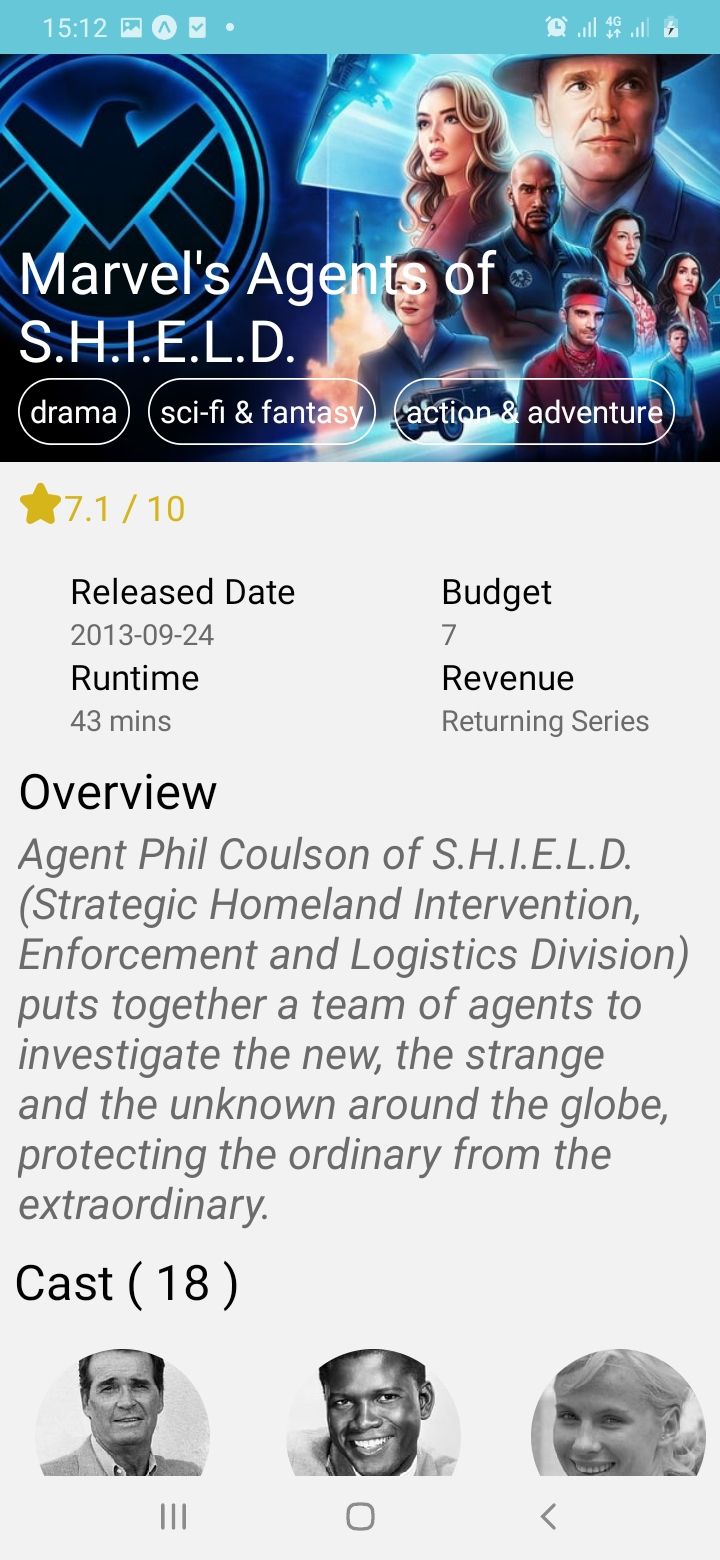 15:12
4G
Marvel's Agents of
S.H.I.E.L.D.
drama sci-fi & fantasy action & adventure
7.1 / 10
Released Date Budget
2013-09-24 7
Runtime Revenue
43 mins Returning Series
Overview
Agent Phil Coulson of S.H.I.E.L.D.
(Strategic Homeland Intervention,
Enforcement and Logistics Division)
puts together a team of agents to
investigate the new, the strange
and the unknown around the globe,
protecting the ordinary from the
extraordinary.
Cast ( 18 )